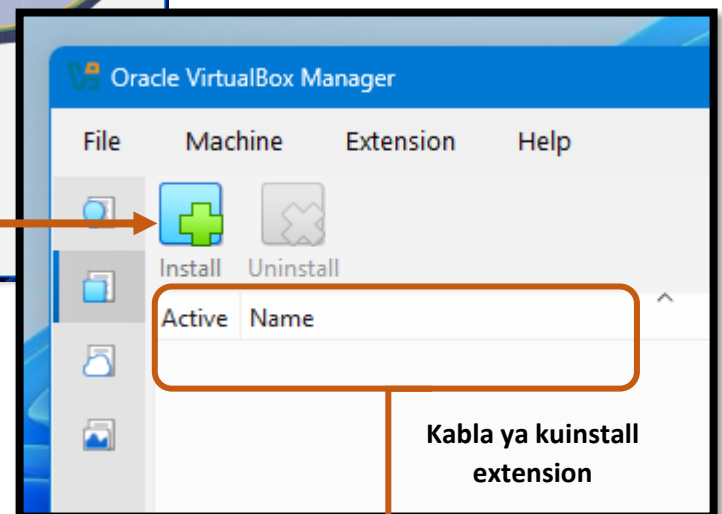 Oracle VirtualBox Manager
File Machine Extension Help
Install Uninstall
Active Name
Kabla ya kuinstall
extension